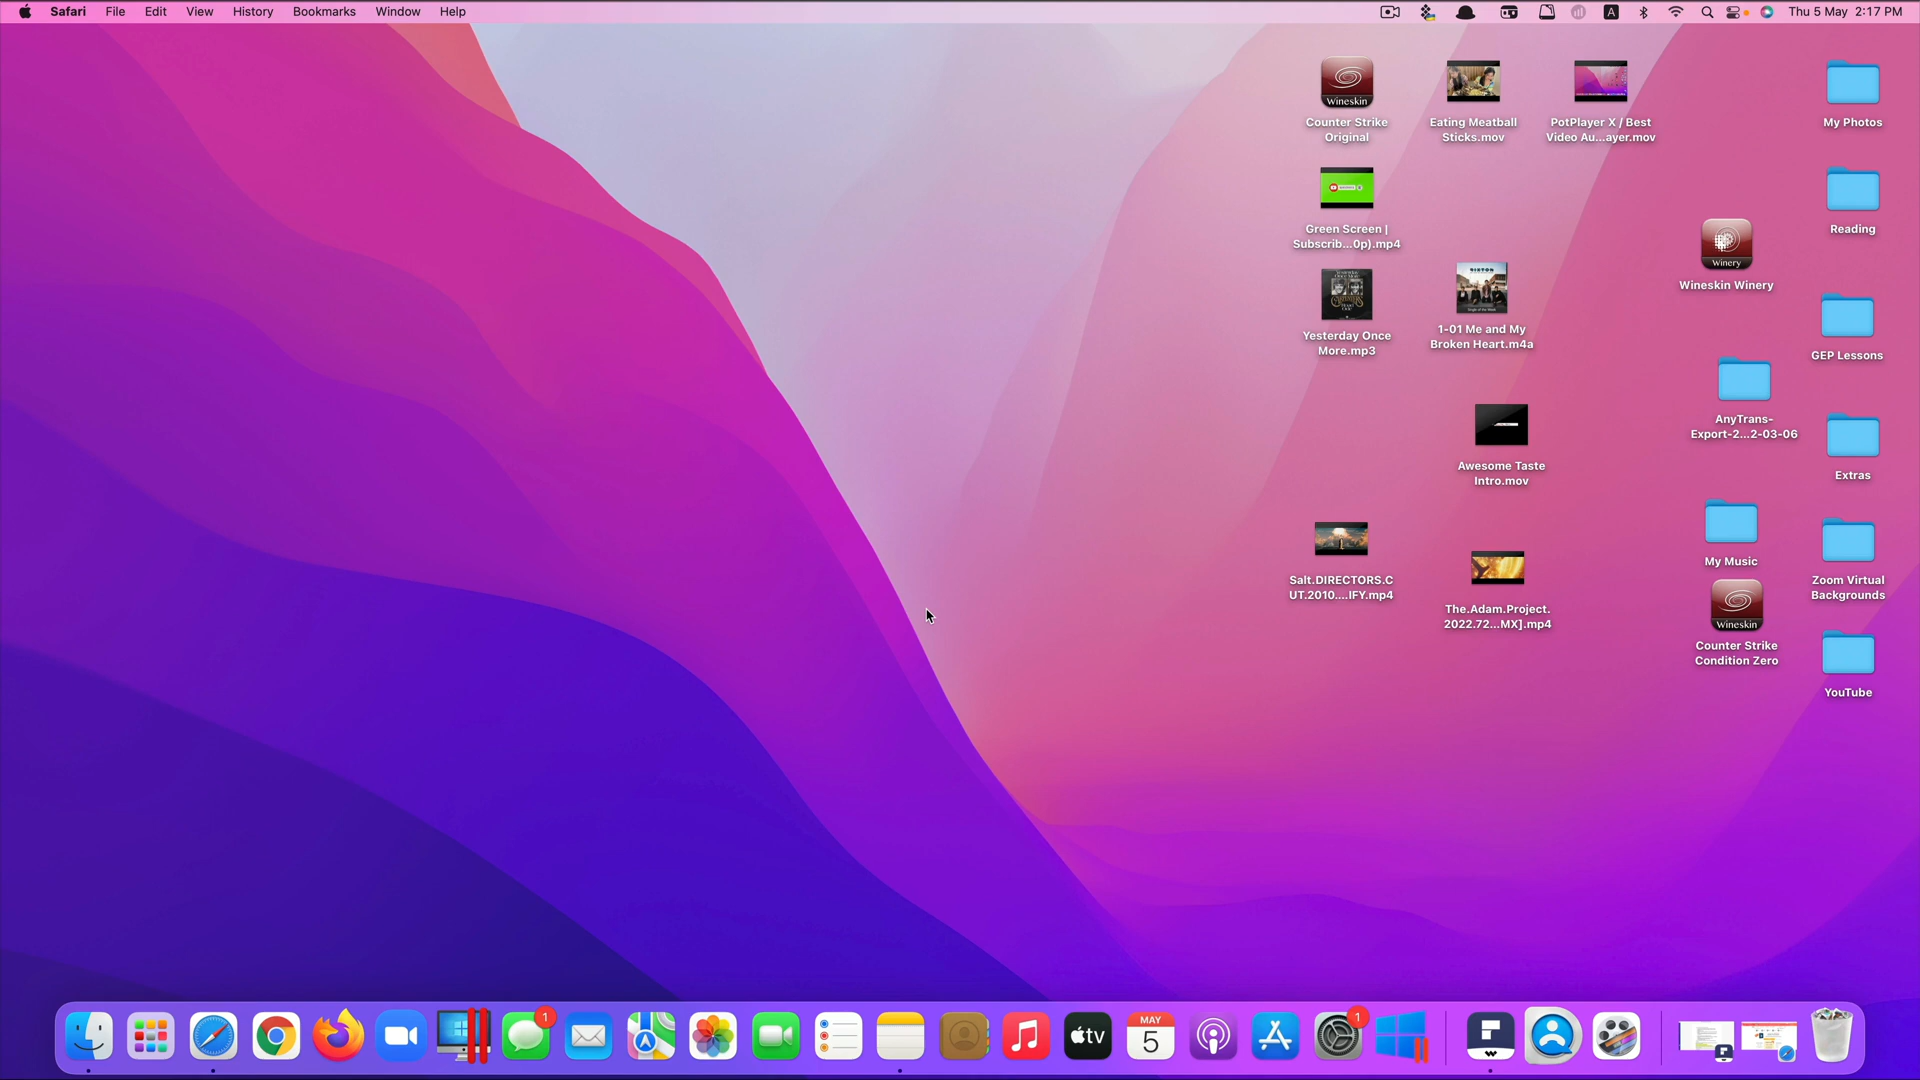 Safari File Edit View History Bookmarks Window Help
A
Thu 5 May 2:17 PM
Wineskin
Counter Strike
Original
Eating Meatball
Sticks.mov
PotPlayer X / Best
Video Au...ayer.mov
My Photos
Green Screen |
Subscrib...0p).mp4
Reading
Winery
Wineskin Winery
Yesterday Once
More.mp3
1-01 Me and My
Broken Heart.m4a
GEP Lessons
AnyTrans-
Export-2...2-03-06
Awesome Taste
Intro.mov
Extras
My Music
Salt.DIRECTORS.C
UT.2010....IFY.mp4
The.Adam.Project.
2022.72...MX].mp4
Zoom Virtual
Backgrounds
Wineskin
Counter Strike
Condition Zero
YouTube
1
tv
MAY
5
1